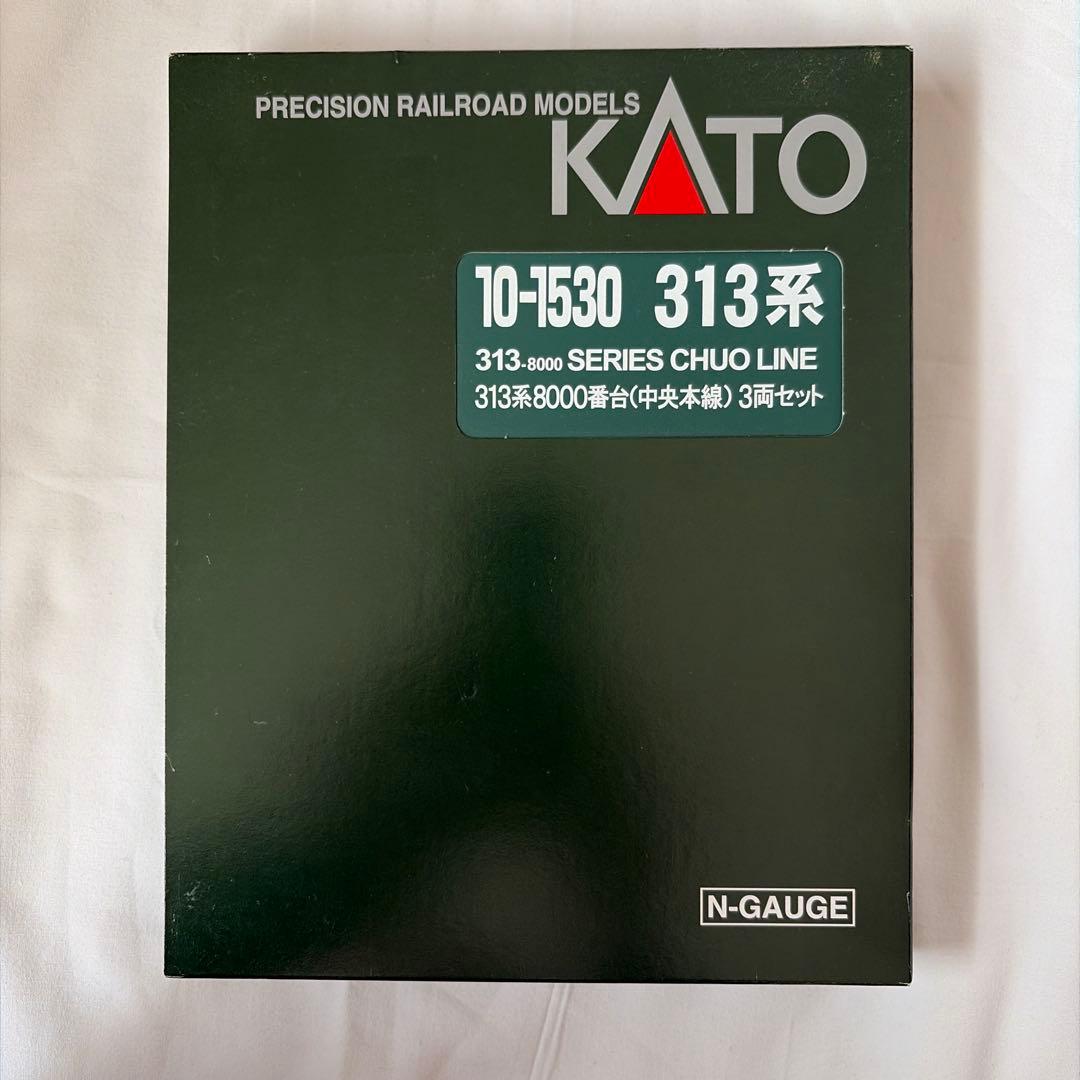 PRECISION RAILROAD MODELS
KATO
10-1530 313系
313-8000 SERIES CHUO LINE
313系8000番台(中央本線) 3両セット
N-GAUGE